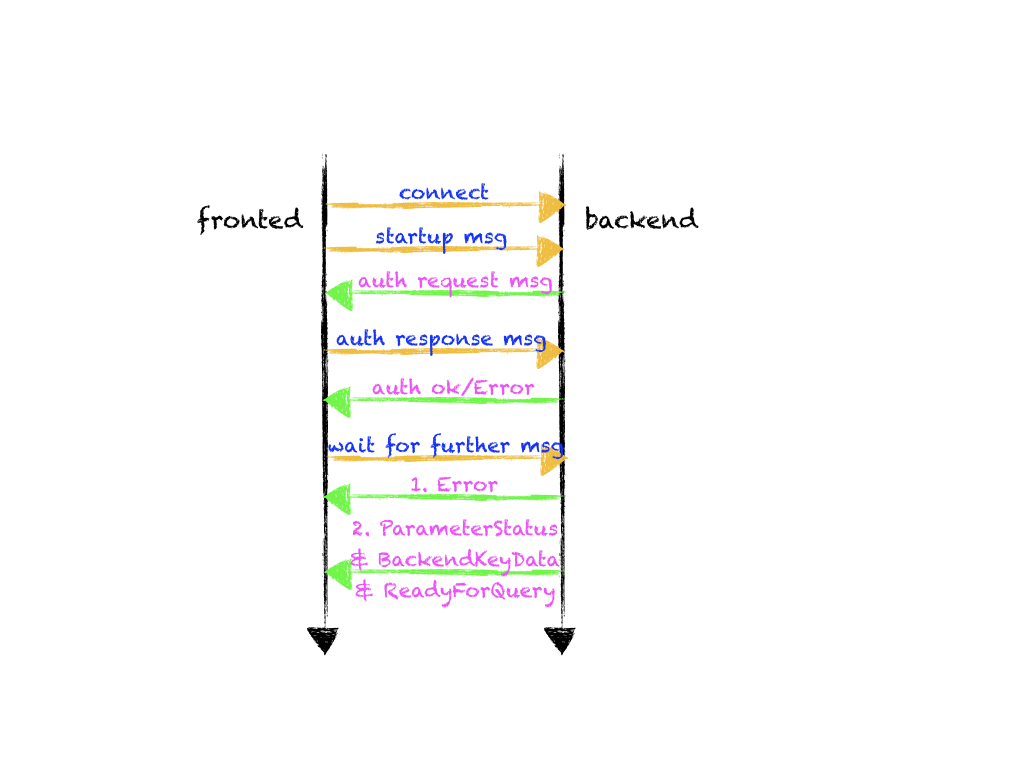 connect
fronted
backend
startup msg
auth request msg
auth response msg
auth ok/Error
wait for further msg
1. Error
2. ParameterStatus
& BackendKeyData
& ReadyForQuery